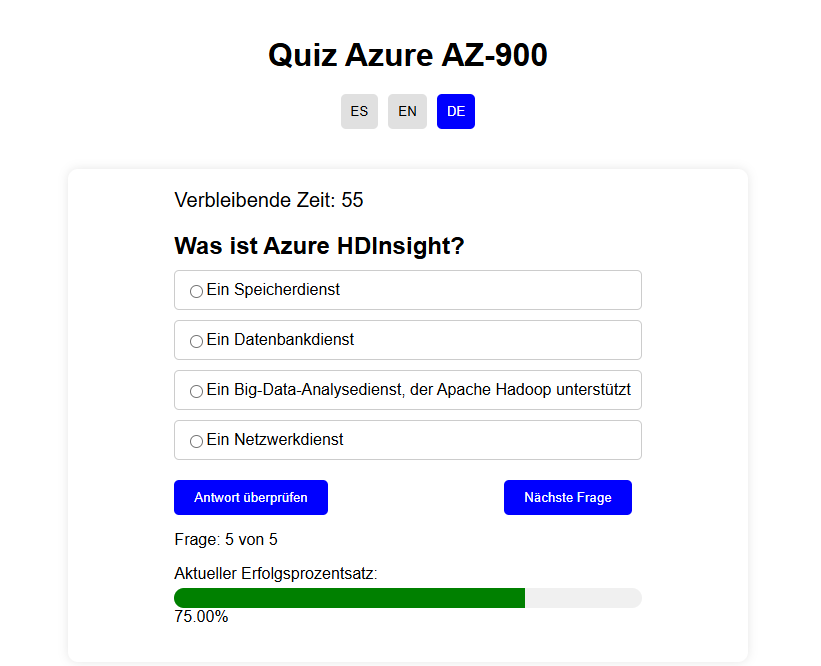 Quiz Azure AZ-900
ES EN DE
Verbleibende Zeit: 55
Was ist Azure HDInsight?
Ein Speicherdienst
Ein Datenbankdienst
Ein Big-Data-Analysedienst, der Apache Hadoop unterstützt
Ein Netzwerkdienst
Antwort überprüfen Nächste Frage
Frage: 5 von 5
Aktueller Erfolgsprozentsatz:
75.00%